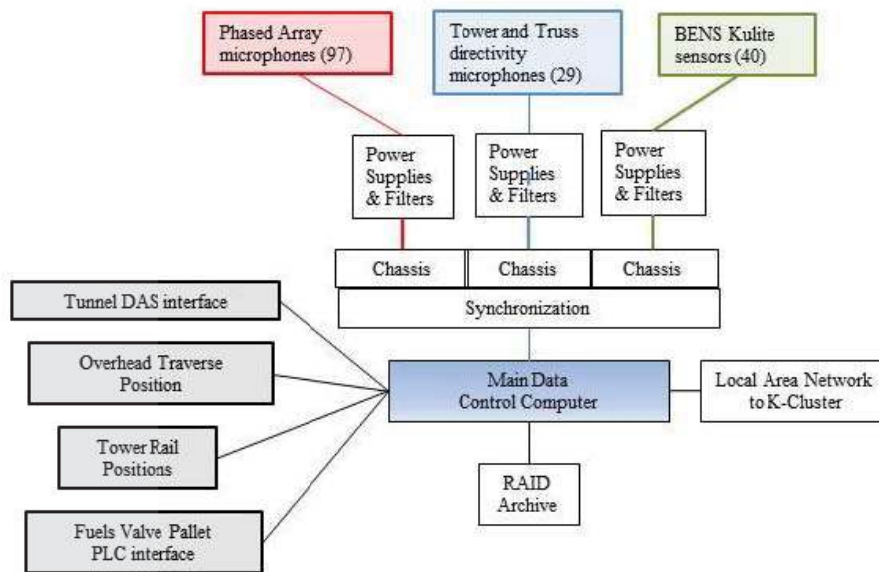 Phased Array
microphones (97)
Tower and Truss
directivity
microphones (29)
BENS Kulite
sensors (40)
Power
Supplies
& Filters
Power
Supplies
& Filters
Power
Supplies
& Filters
Chassis
Chassis
Chassis
Synchronization
Tunnel DAS interface
Overhead Traverse
Position
Tower Rail
Positions
Fuels Valve Pallet
PLC interface
Main Data
Control Computer
Local Area Network
to K-Cluster
RAID
Archive